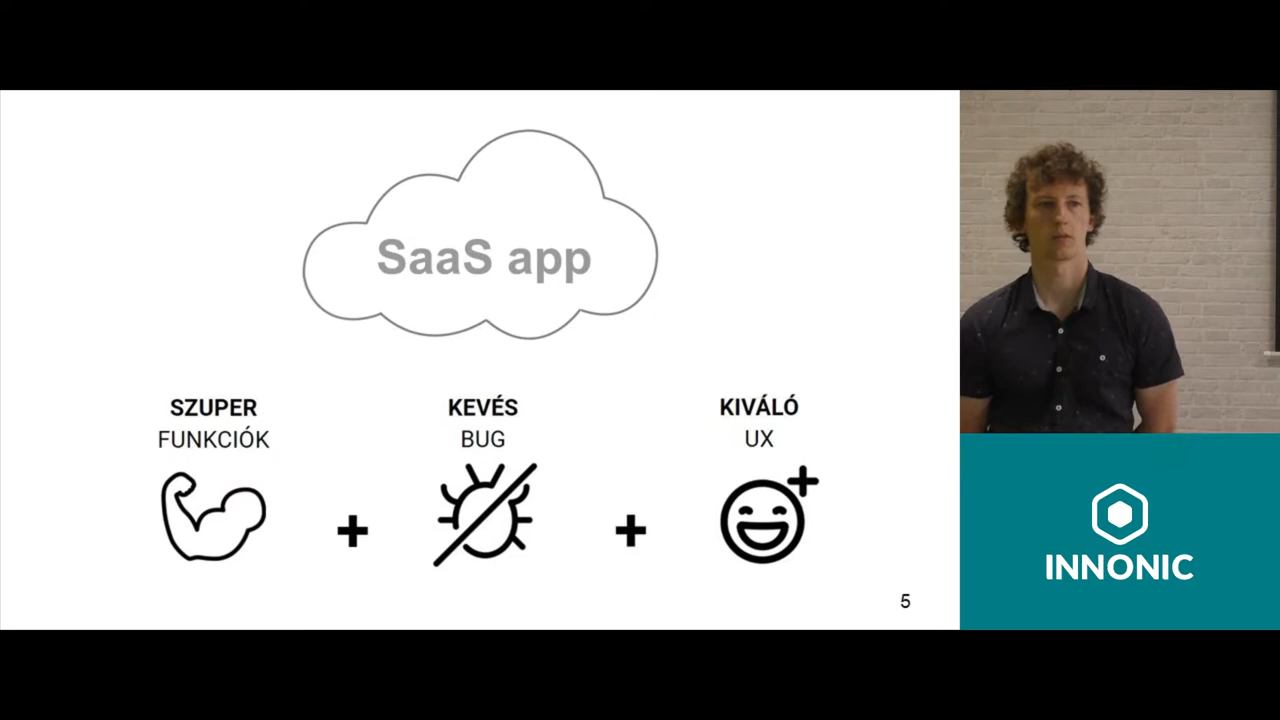 SaaS app
SZUPER
FUNKCIÓK
KEVÉS
BUG
KIVÁLÓ
UX
+
+
5
INNONIC